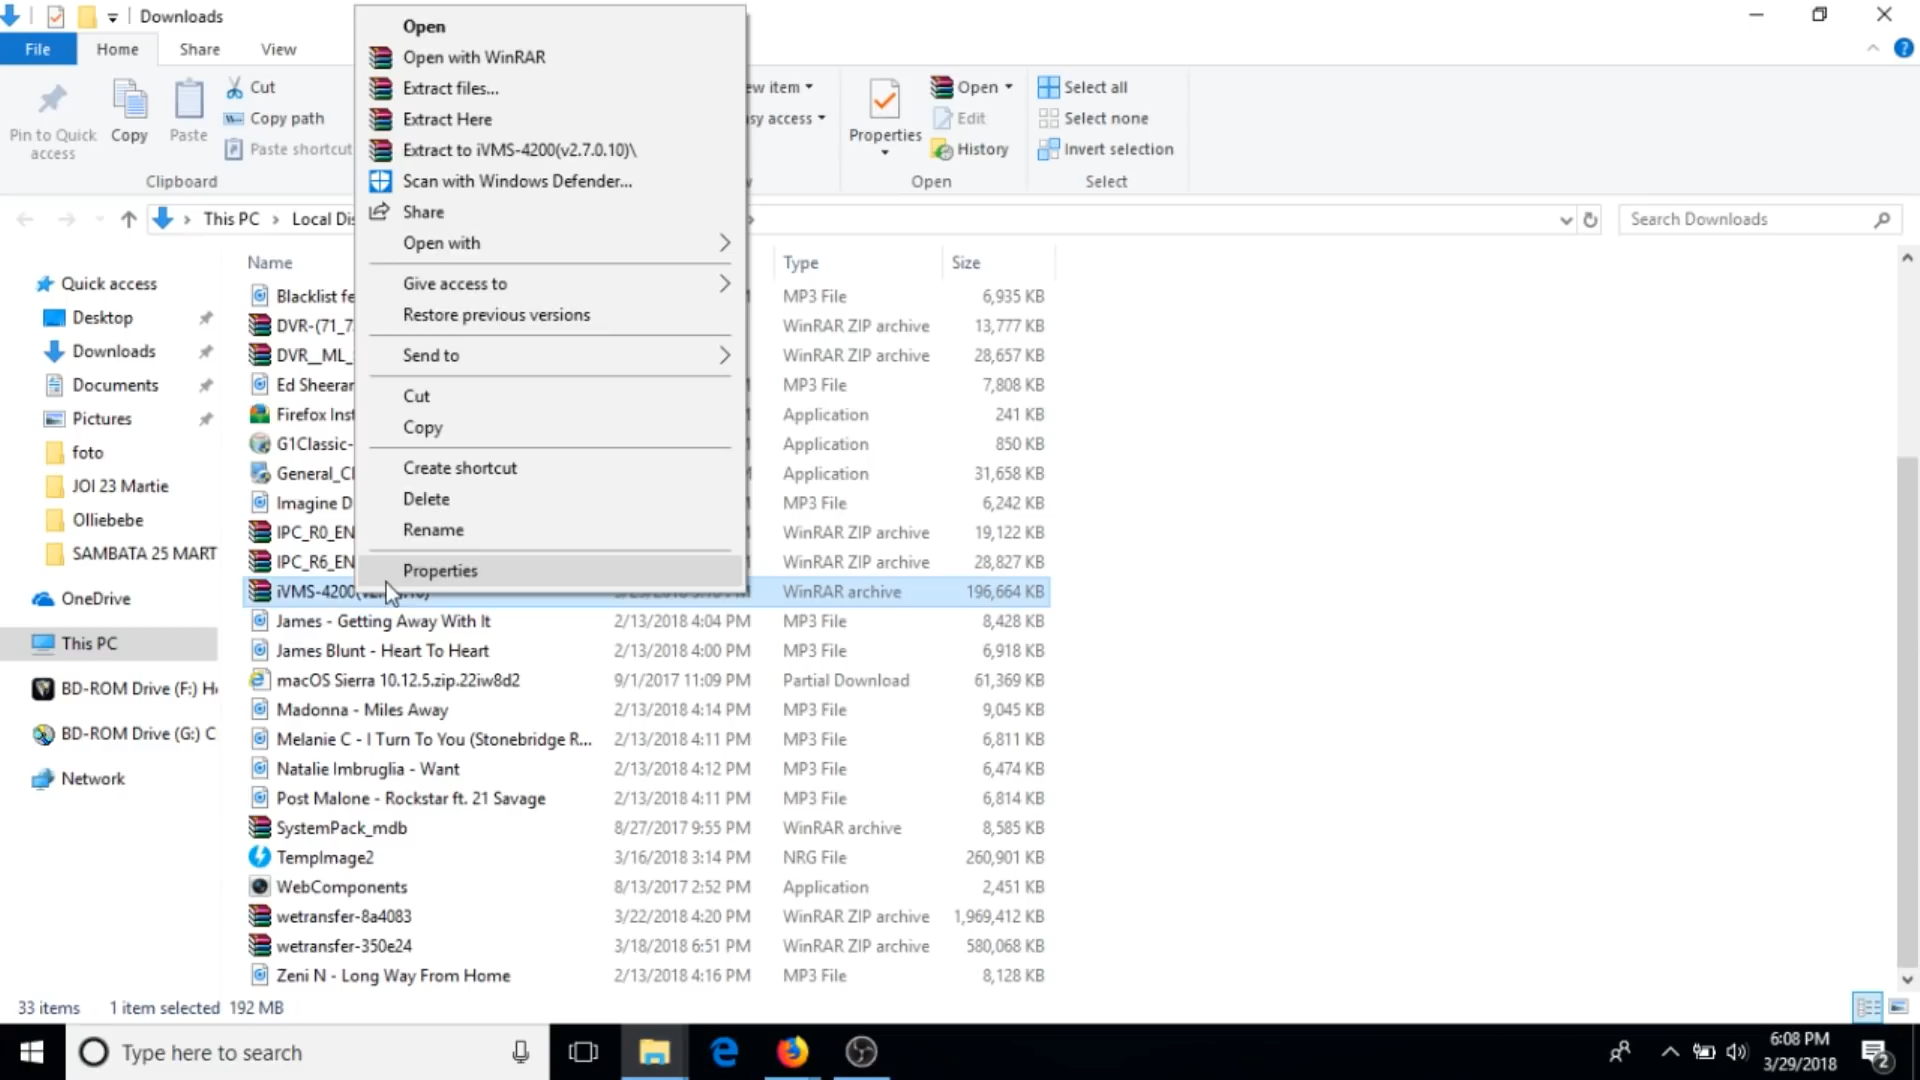 Downloads
File
Home
Share
View
Pin to Quick access
Copy
Paste
Cut
Copy path
Paste shortcut
Clipboard
ew item
asy access
Properties
Open
Edit
History
Open
Select all
Select none
Invert selection
Select
This PC
Local Dis
Search Downloads
Open
Open with WinRAR
Extract files...
Extract Here
Extract to iVMS-4200(v2.7.0.10)\
Scan with Windows Defender...
Share
Open with
Give access to
Restore previous versions
Send to
Cut
Copy
Create shortcut
Delete
Rename
Properties
Quick access
Desktop
Downloads
Documents
Pictures
foto
JOI 23 Martie
Olliebebe
SAMBATA 25 MART
OneDrive
This PC
BD-ROM Drive (F:) H
BD-ROM Drive (G:) C
Network
Name Type Size
Blacklist fe MP3 File 6,935 KB
DVR-(71_7 WinRAR ZIP archive 13,777 KB
DVR__ML_ WinRAR ZIP archive 28,657 KB
Ed Sheeran MP3 File 7,808 KB
Firefox Inst Application 241 KB
G1Classic- Application 850 KB
General_Cl Application 31,658 KB
Imagine D MP3 File 6,242 KB
IPC_R0_EN WinRAR ZIP archive 19,122 KB
IPC_R6_EN WinRAR ZIP archive 28,827 KB
iVMS-4200 WinRAR archive 196,664 KB
James - Getting Away With It 2/13/2018 4:04 PM MP3 File 8,428 KB
James Blunt - Heart To Heart 2/13/2018 4:00 PM MP3 File 6,918 KB
macOS Sierra 10.12.5.zip.22iw8d2 9/1/2017 11:09 PM Partial Download 61,369 KB
Madonna - Miles Away 2/13/2018 4:14 PM MP3 File 9,045 KB
Melanie C - I Turn To You (Stonebridge R... 2/13/2018 4:11 PM MP3 File 6,811 KB
Natalie Imbruglia - Want 2/13/2018 4:12 PM MP3 File 6,474 KB
Post Malone - Rockstar ft. 21 Savage 2/13/2018 4:11 PM MP3 File 6,814 KB
SystemPack_mdb 8/27/2017 9:55 PM WinRAR archive 8,585 KB
TempImage2 3/16/2018 3:14 PM NRG File 260,901 KB
WebComponents 8/13/2017 2:52 PM Application 2,451 KB
wetransfer-8a4083 3/22/2018 4:20 PM WinRAR ZIP archive 1,969,412 KB
wetransfer-350e24 3/18/2018 6:51 PM WinRAR ZIP archive 580,068 KB
Zeni N - Long Way From Home 2/13/2018 4:16 PM MP3 File 8,128 KB
33 items 1 item selected 192 MB
Type here to search
6:08 PM
3/29/2018
2